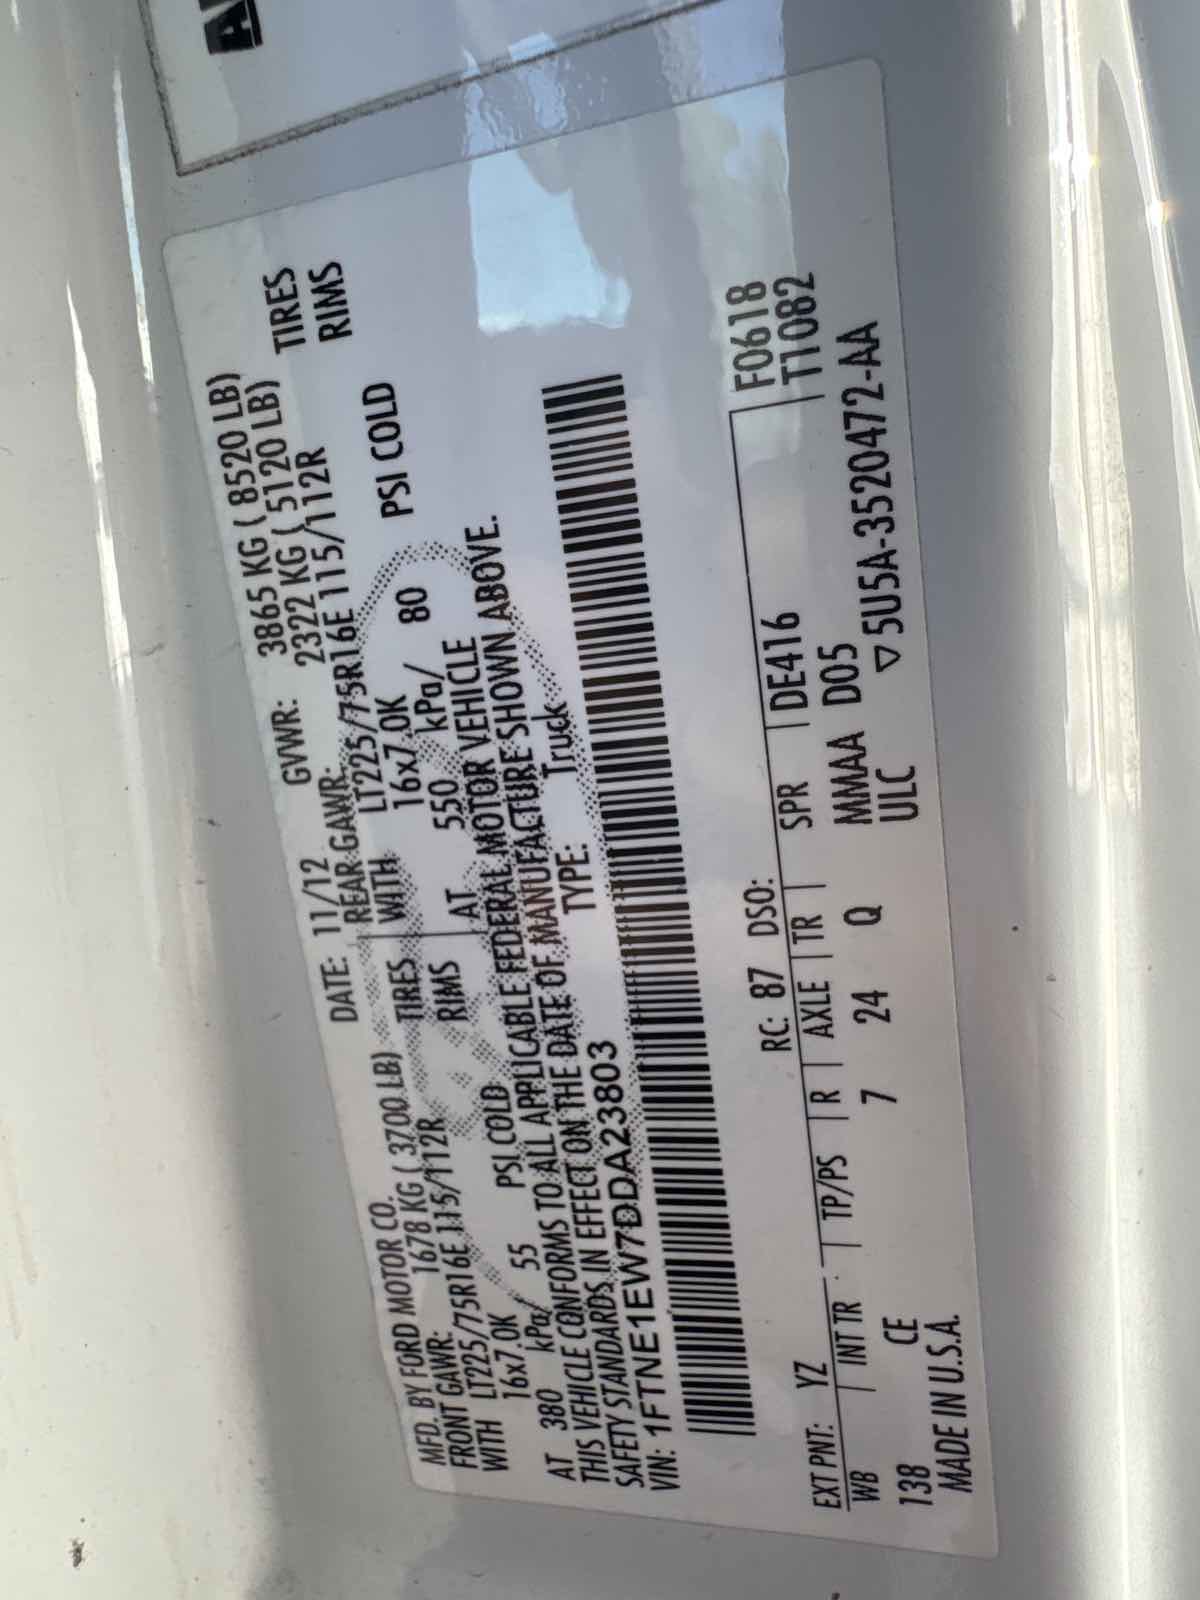 MFD. BY FORD MOTOR CO. DATE: 11/12 GVWR: 3865 KG ( 8520 LB)
FRONT GAWR: 1678 KG ( 3700 LB) REAR GAWR: 2322 KG ( 5120 LB)
WITH LT225/75R16E 115/112R TIRES WITH LT225/75R16E 115/112R TIRES
16x7.0K RIMS 16x7.0K RIMS
AT 380 kPa/ 55 PSI COLD AT 550 kPa/ 80 PSI COLD
THIS VEHICLE CONFORMS TO ALL APPLICABLE FEDERAL MOTOR VEHICLE
SAFETY STANDARDS IN EFFECT ON THE DATE OF MANUFACTURE SHOWN ABOVE.
VIN: 1FTNE1EW7DDA23803 TYPE: Truck
F0618
T1082
EXT PNT: YZ RC: 87 DSO:
WB INT TR TP/PS R AXLE TR SPR DE416
138 CE 7 24 Q MMAA D05
MADE IN U.S.A. ULC ▽5U5A-3520472-AA